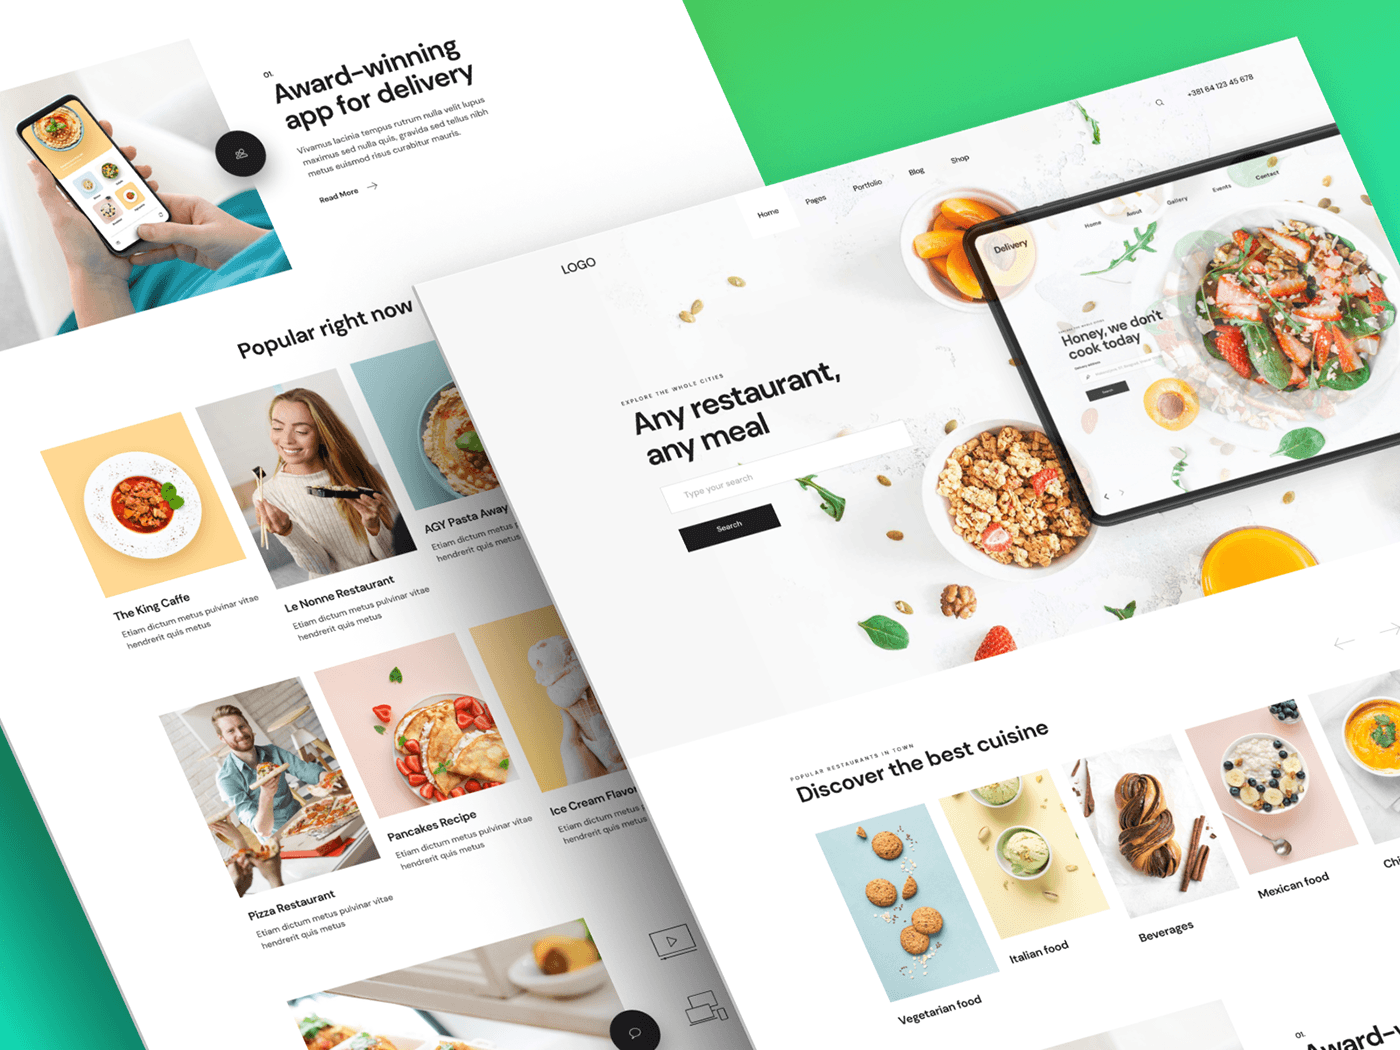 01.
Award-winning
app for delivery
Vivamus lacinia tempus rutrum nulla velit lupus
maximus sed nulla quis, gravida sed tellus nibh
metus euismod risus curabitur mauris.
Read More
Popular right now
The King Caffe
Etiam dictum metus pulvinar vitae
hendrerit quis metus
Le Nonne Restaurant
Etiam dictum metus pulvinar vitae
hendrerit quis metus
AGY Pasta Away
Etiam dictum metus
hendrerit quis metus
Pizza Restaurant
Etiam dictum metus pulvinar vitae
hendrerit quis metus
Pancakes Recipe
Etiam dictum metus pulvinar vitae
hendrerit quis metus
Ice Cream Flavor
Etiam dictum metus
hendrerit quis metus
+381 64 123 45 678
LOGO
Home
Pages
Portfolio
Blog
Shop
EXPLORE THE WHOLE CITIES
Any restaurant,
any meal
Type your search
Search
Delivery
Home
About
Gallery
Events
Contact
Honey, we don't
cook today
Search
POPULAR RESTAURANTS IN TOWN
Discover the best cuisine
Vegetarian food
Italian food
Beverages
Mexican food
Chi
01.
Award-w